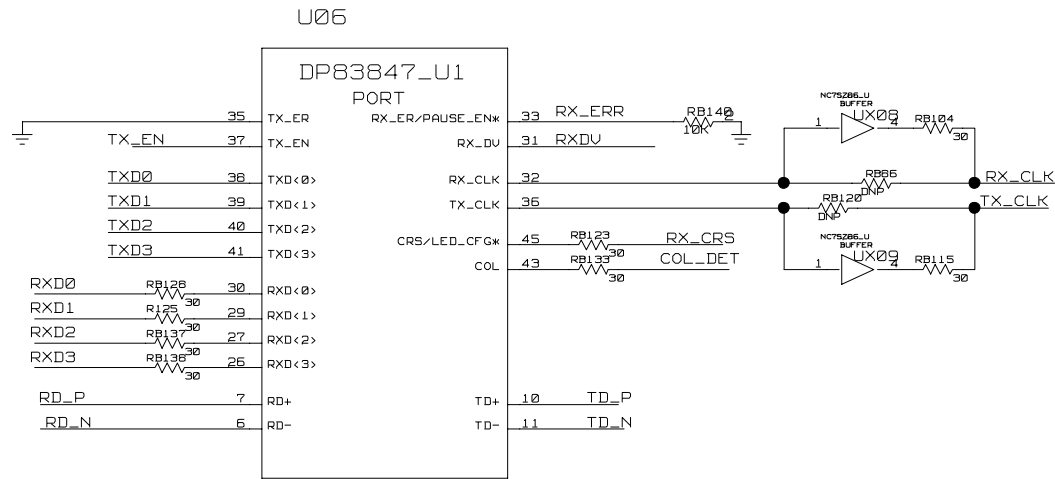 U06
DP83847_U1
PORT
35 TX_ER
TX_EN 37 TX_EN
TXD0 38 TXD<0>
TXD1 39 TXD<1>
TXD2 40 TXD<2>
TXD3 41 TXD<3>
RXD0 RB126 30 30 RXD<0>
RXD1 R125 30 29 RXD<1>
RXD2 RB137 30 27 RXD<2>
RXD3 RB136 30 26 RXD<3>
RD_P 7 RD+
RD_N 6 RD-
RX_ER/PAUSE_EN* 33 RX_ERR RB140 2
10K
RX_DV 31 RXDV
RX_CLK 32
TX_CLK 36
CRS/LED_CFG* 45 RB123 30 RX_CRS
COL 43 RB133 30 COL_DET
TD+ 10 TD_P
TD- 11 TD_N
NC7SZ86_U
BUFFER
UX08
1 4 RB104
30
RB66
DNP
RX_CLK
RB120
DNP
TX_CLK
NC7SZ86_U
BUFFER
UX09
1 4 RB115
30